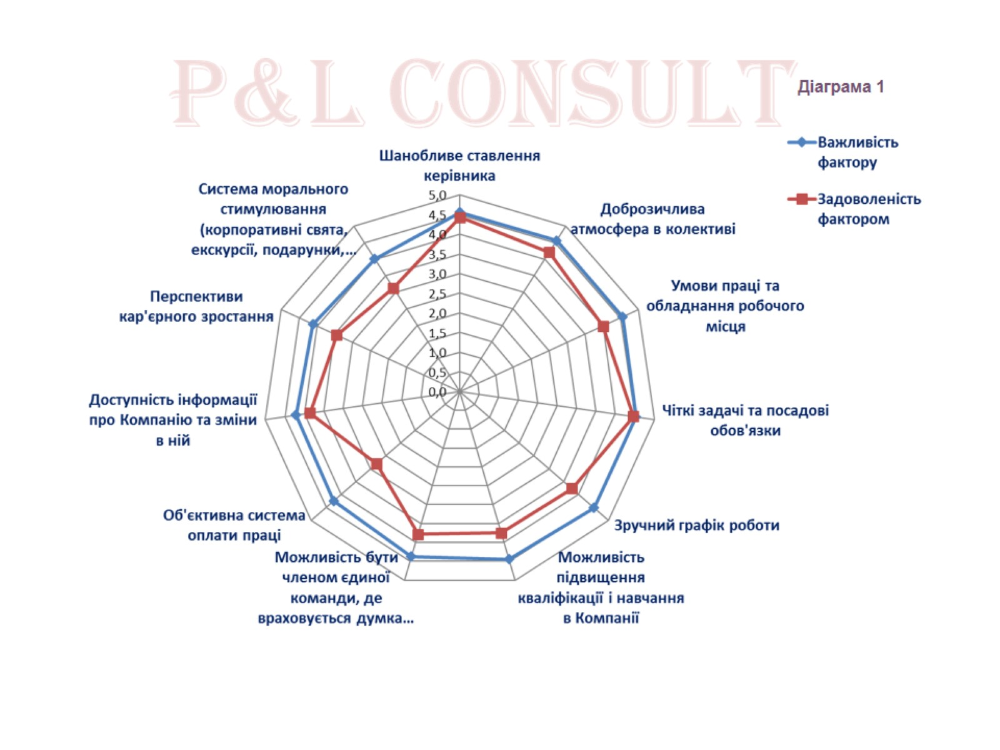 P&L CONSULT
Діаграма 1
Важливість
фактору
Задоволеність
фактором
Шанобливе ставлення
керівника
Доброзичлива
атмосфера в колективі
Умови праці та
обладнання робочого
місця
Чіткі задачі та посадові
обов'язки
Зручний графік роботи
Можливість
підвищення
кваліфікації і навчання
в Компанії
Можливість бути
членом єдиної
команди, де
враховується думка...
Об'єктивна система
оплати праці
Доступність інформації
про Компанію та зміни
в ній
Перспективи
кар'єрного зростання
Система морального
стимулювання
(корпоративні свята,
екскурсії, подарунки,...
5,0
4,5
4,0
3,5
3,0
2,5
2,0
1,5
1,0
0,5
0,0